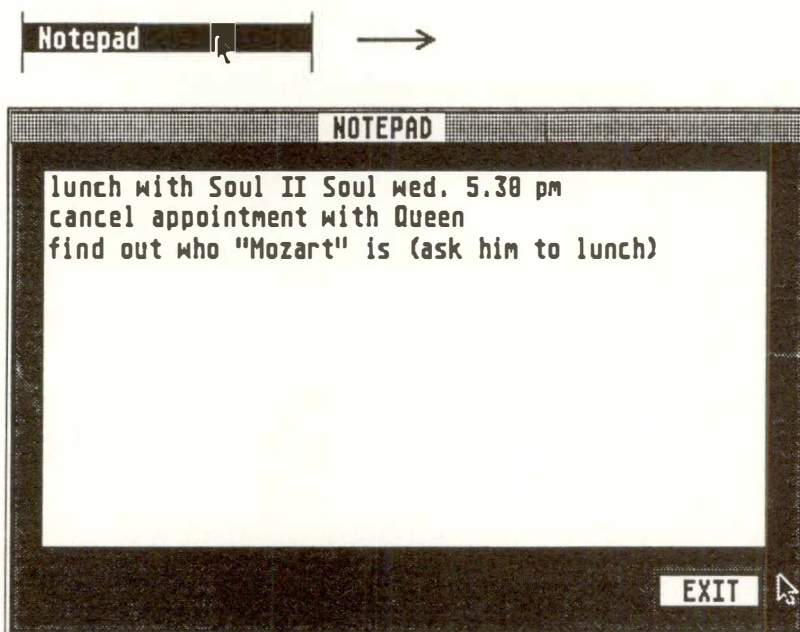 Notepad
NOTEPAD
lunch with Soul II Soul wed. 5.30 pm
cancel appointment with Queen
find out who "Mozart" is (ask him to lunch)
EXIT